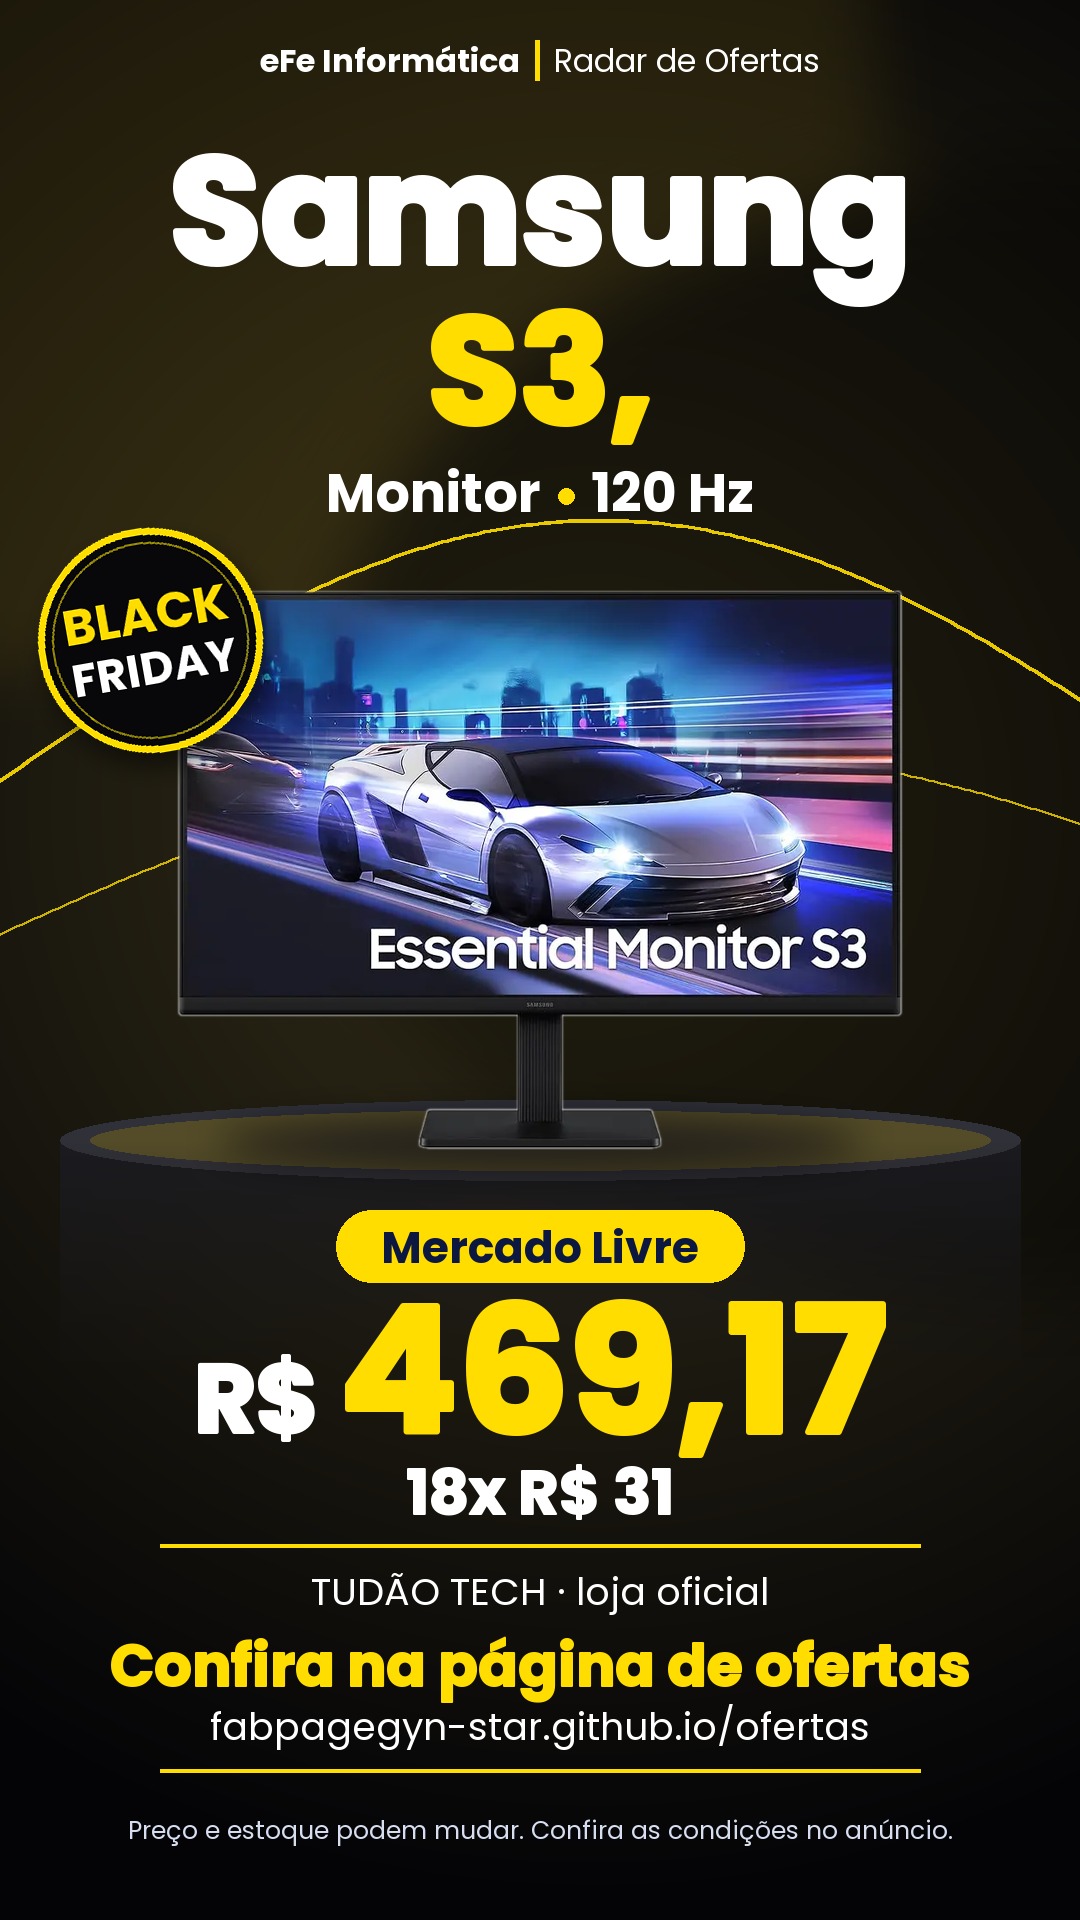 eFe Informática | Radar de Ofertas
Samsung
S3,
Monitor • 120 Hz
BLACK
FRIDAY
Essential Monitor S3
SAMSUNG
Mercado Livre
R$ 469,17
18x R$ 31
TUDÃO TECH · loja oficial
Confira na página de ofertas
fabpagegyn-star.github.io/ofertas
Preço e estoque podem mudar. Confira as condições no anúncio.